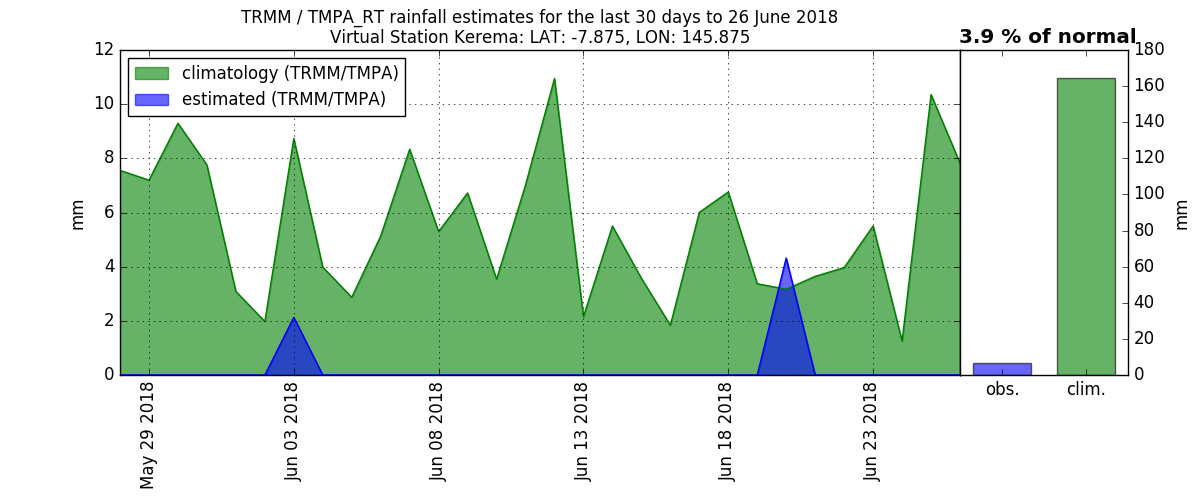 TRMM / TMPA_RT rainfall estimates for the last 30 days to 26 June 2018
Virtual Station Kerema: LAT: -7.875, LON: 145.875
3.9 % of normal
climatology (TRMM/TMPA)
estimated (TRMM/TMPA)
mm
12
10
8
6
4
2
0
May 29 2018
Jun 03 2018
Jun 08 2018
Jun 13 2018
Jun 18 2018
Jun 23 2018
obs.
clim.
180
160
140
120
100
80
60
40
20
0
mm